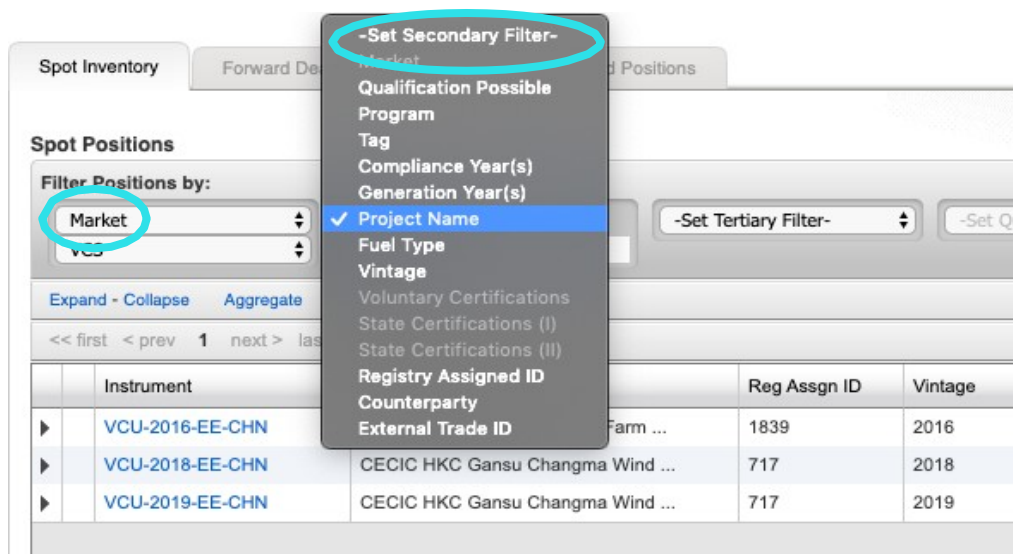 -Set Secondary Filter-
Spot Inventory
Forward De
Market
d Positions
Qualification Possible
Program
Tag
Spot Positions
Compliance Year(s)
Filter Positions by:
Generation Year(s)
Market
✓ Project Name
-Set Tertiary Filter-
-Set Q
VCS
Fuel Type
Vintage
Expand - Collapse
Aggregate
Voluntary Certifications
State Certifications (I)
<< first < prev 1 next > las
State Certifications (II)
Registry Assigned ID
Instrument
Reg Assgn ID
Vintage
Counterparty
External Trade ID
VCU-2016-EE-CHN
Farm ...
1839
2016
VCU-2018-EE-CHN
CECIC HKC Gansu Changma Wind ...
717
2018
VCU-2019-EE-CHN
CECIC HKC Gansu Changma Wind ...
717
2019